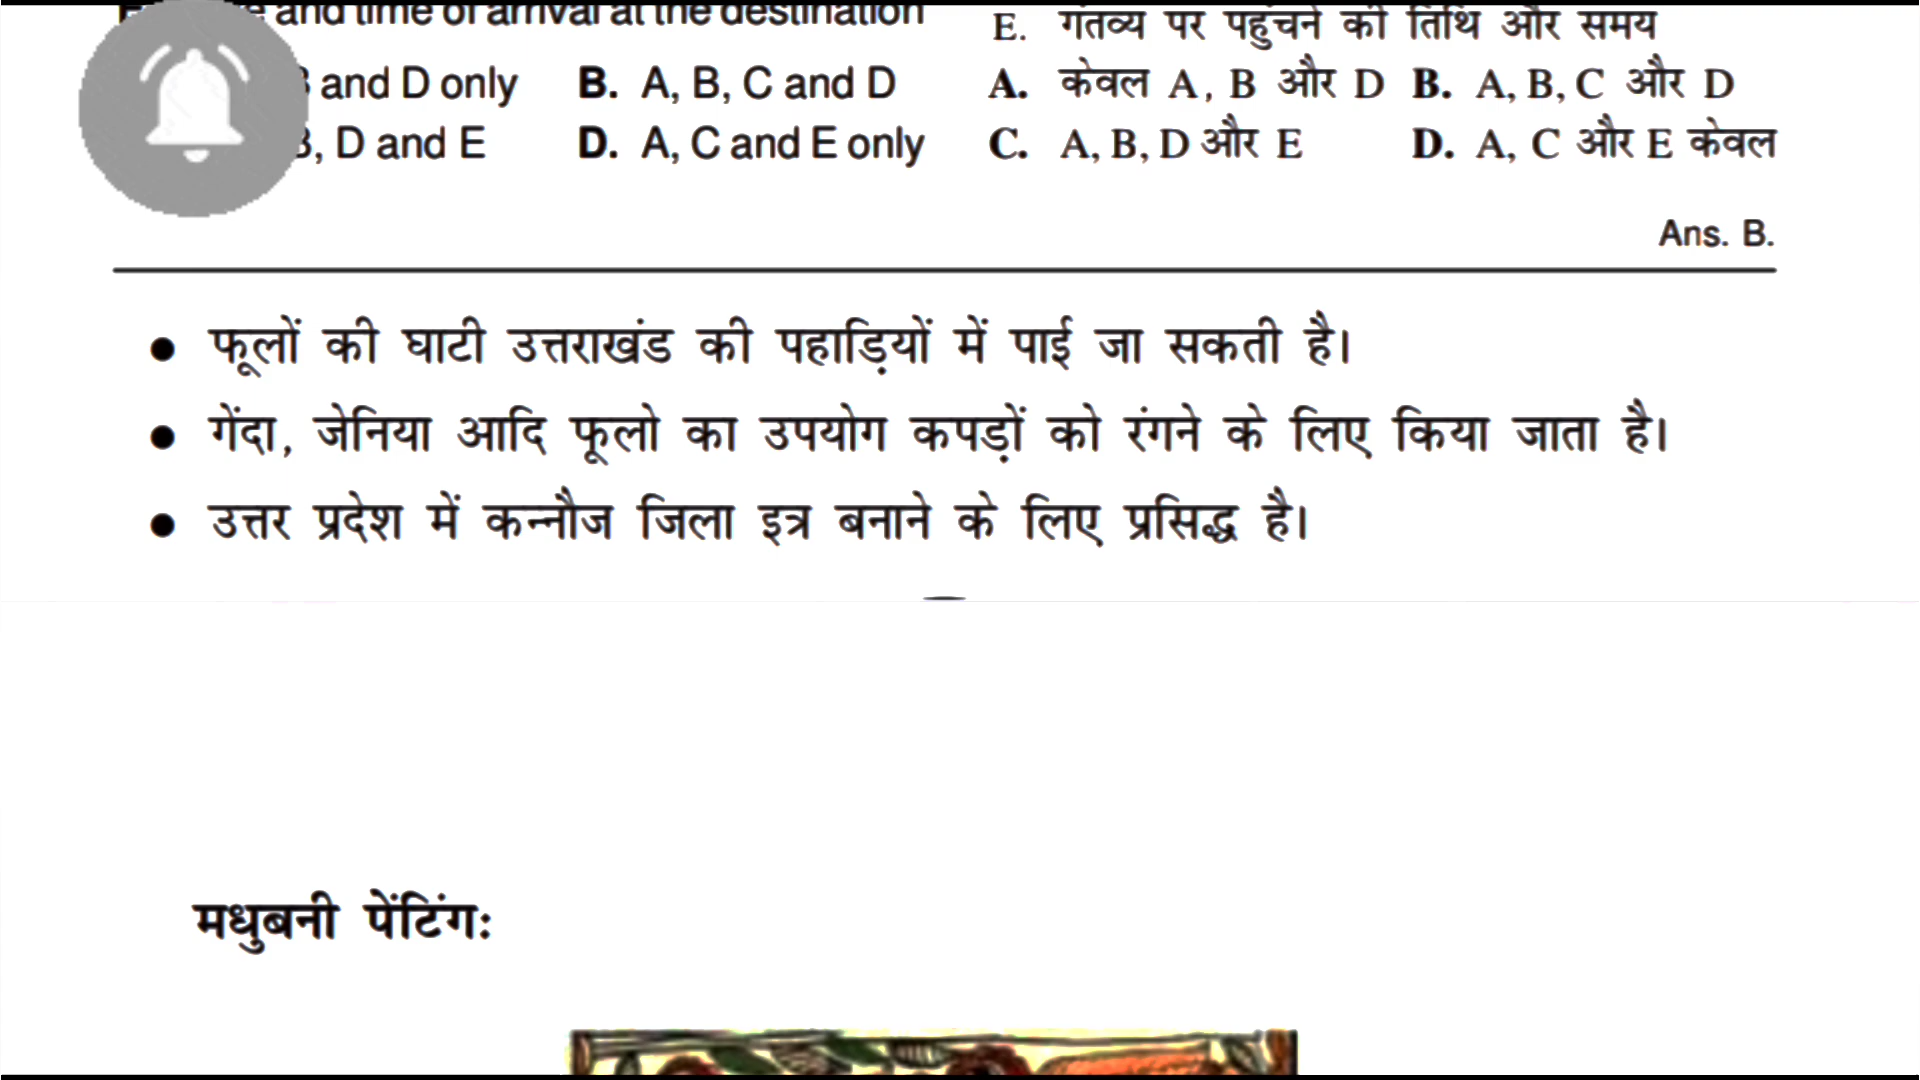 and time of arrival at the destination
E. गंतव्य पर पहुंचने की तिथि और समय
and D only B. A, B, C and D
A. केवल A, B और D B. A, B, C और D
B, D and E D. A, C and E only
C. A, B, D और E D. A, C और E केवल
Ans. B.
● फूलों की घाटी उत्तराखंड की पहाड़ियों में पाई जा सकती है।
● गेंदा, जेनिया आदि फूलो का उपयोग कपड़ों को रंगने के लिए किया जाता है।
● उत्तर प्रदेश में कन्नौज जिला इत्र बनाने के लिए प्रसिद्ध है।
मधुबनी पेंटिंग: